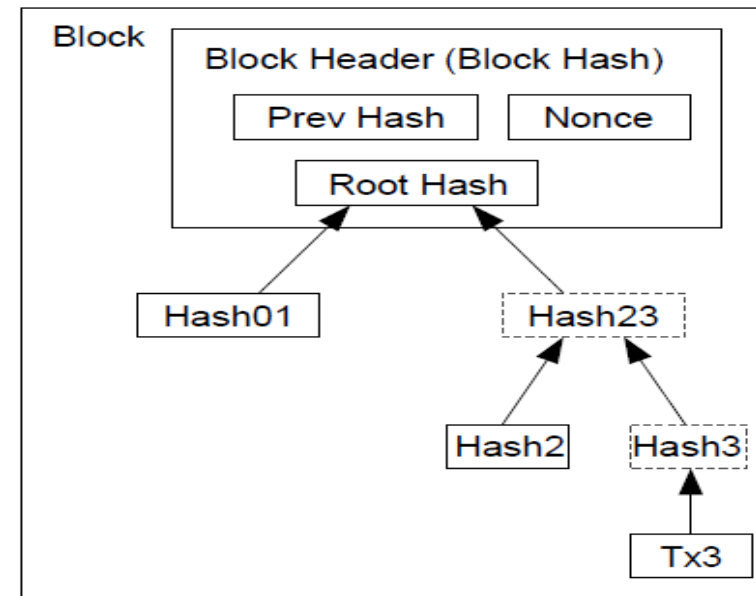 Block
Block Header (Block Hash)
Prev Hash
Nonce
Root Hash
Hash01
Hash23
Hash2
Hash3
Tx3